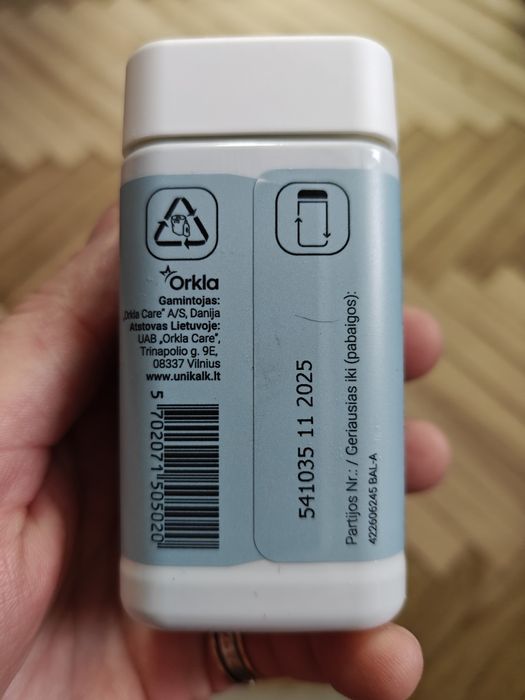 Orkla
Gamintojas:
„Orkla Care" A/S, Danija
Atstovas Lietuvoje:
UAB „Orkla Care",
Trinapolio g. 9E,
08337 Vilnius
www.unikalk.lt
5 702071 505020
541035 11 2025
Partijos Nr.: / Geriausias iki (pabaigos):
422606245 BAL-A